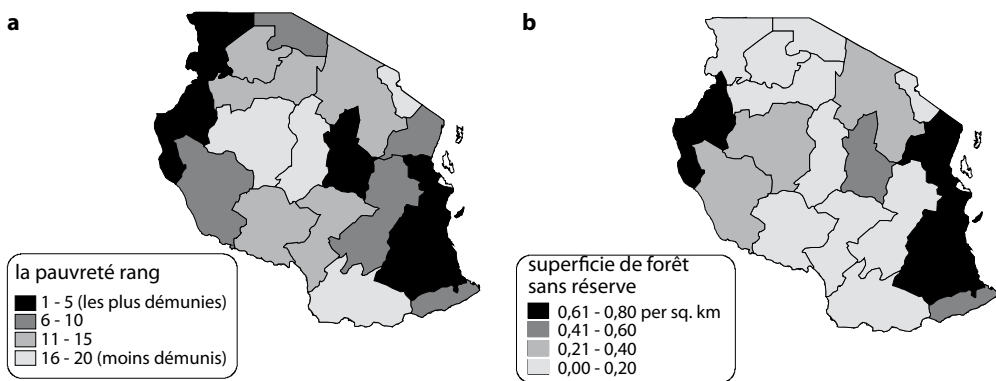 a
la pauvreté rang
1 - 5 (les plus démunies)
6 - 10
11 - 15
16 - 20 (moins démunis)
b
superficie de forêt
sans réserve
0,61 - 0,80 per sq. km
0,41 - 0,60
0,21 - 0,40
0,00 - 0,20